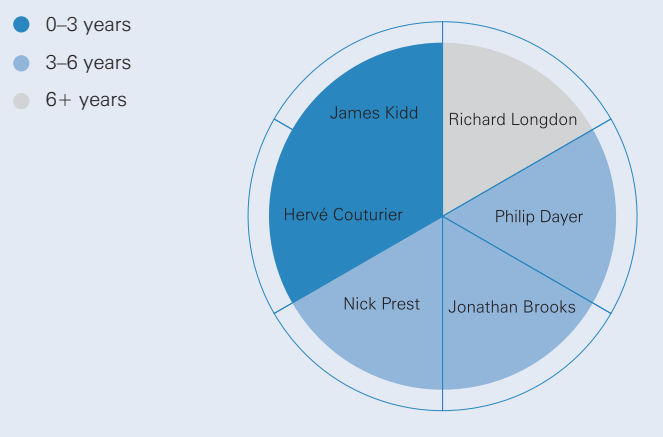 0–3 years
3–6 years
6+ years
James Kidd
Richard Longdon
Hervé Couturier
Philip Dayer
Nick Prest
Jonathan Brooks